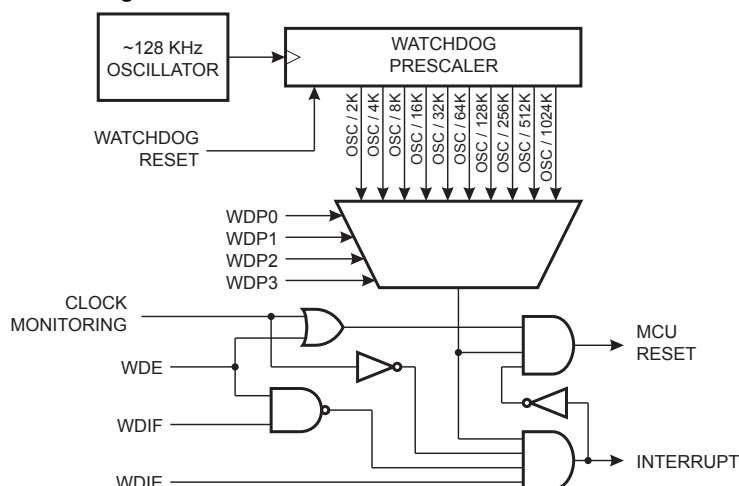 ~128 KHz
OSCILLATOR
WATCHDOG
PRESCALER
OSC / 2K
OSC / 4K
OSC / 8K
OSC / 16K
OSC / 32K
OSC / 64K
OSC / 128K
OSC / 256K
OSC / 512K
OSC / 1024K
WATCHDOG
RESET
WDP0
WDP1
WDP2
WDP3
CLOCK
MONITORING
MCU
RESET
WDE
WDIF
INTERRUPT
WDIE